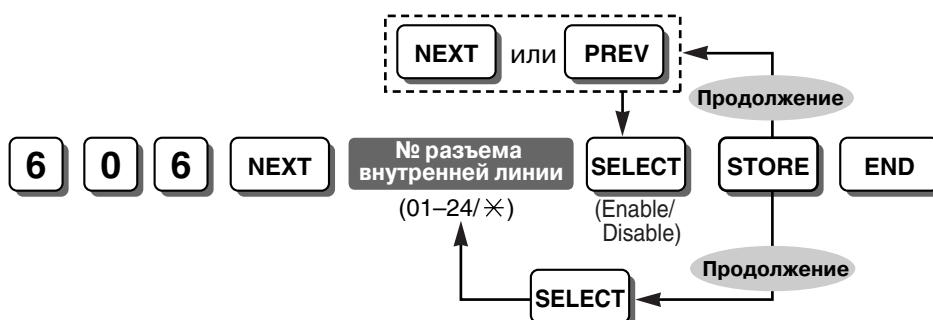 NEXT или PREV
Продолжение
6 0 6 NEXT № разъема внутренней линии SELECT STORE END
(01–24/✳)
(Enable/
Disable)
Продолжение
SELECT